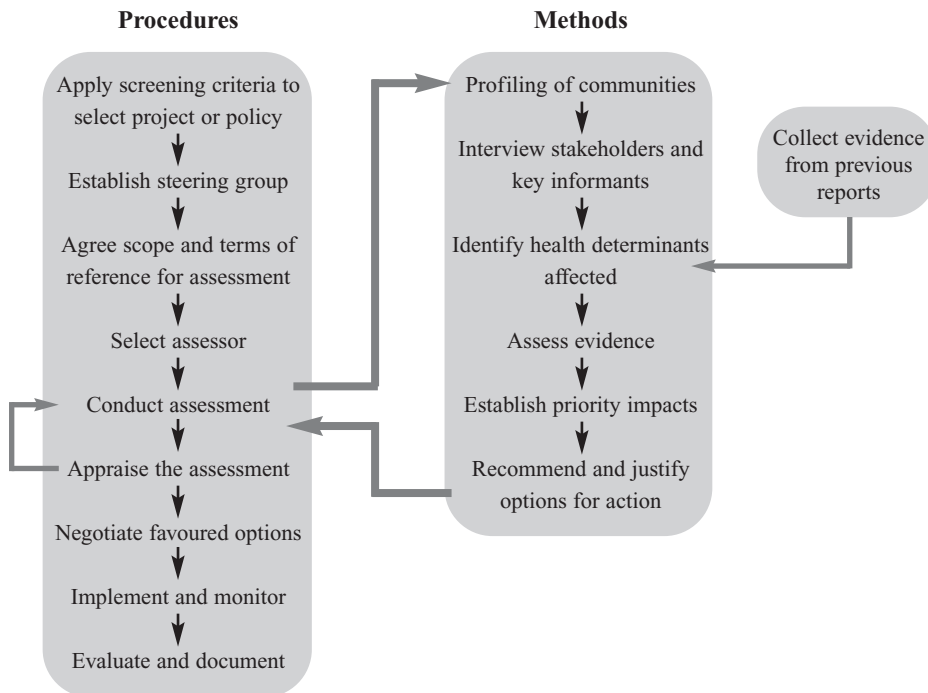 Procedures
Apply screening criteria to
select project or policy
Establish steering group
Agree scope and terms of
reference for assessment
Select assessor
Conduct assessment
Appraise the assessment
Negotiate favoured options
Implement and monitor
Evaluate and document
Methods
Profiling of communities
Interview stakeholders and
key informants
Identify health determinants
affected
Assess evidence
Establish priority impacts
Recommend and justify
options for action
Collect evidence
from previous
reports